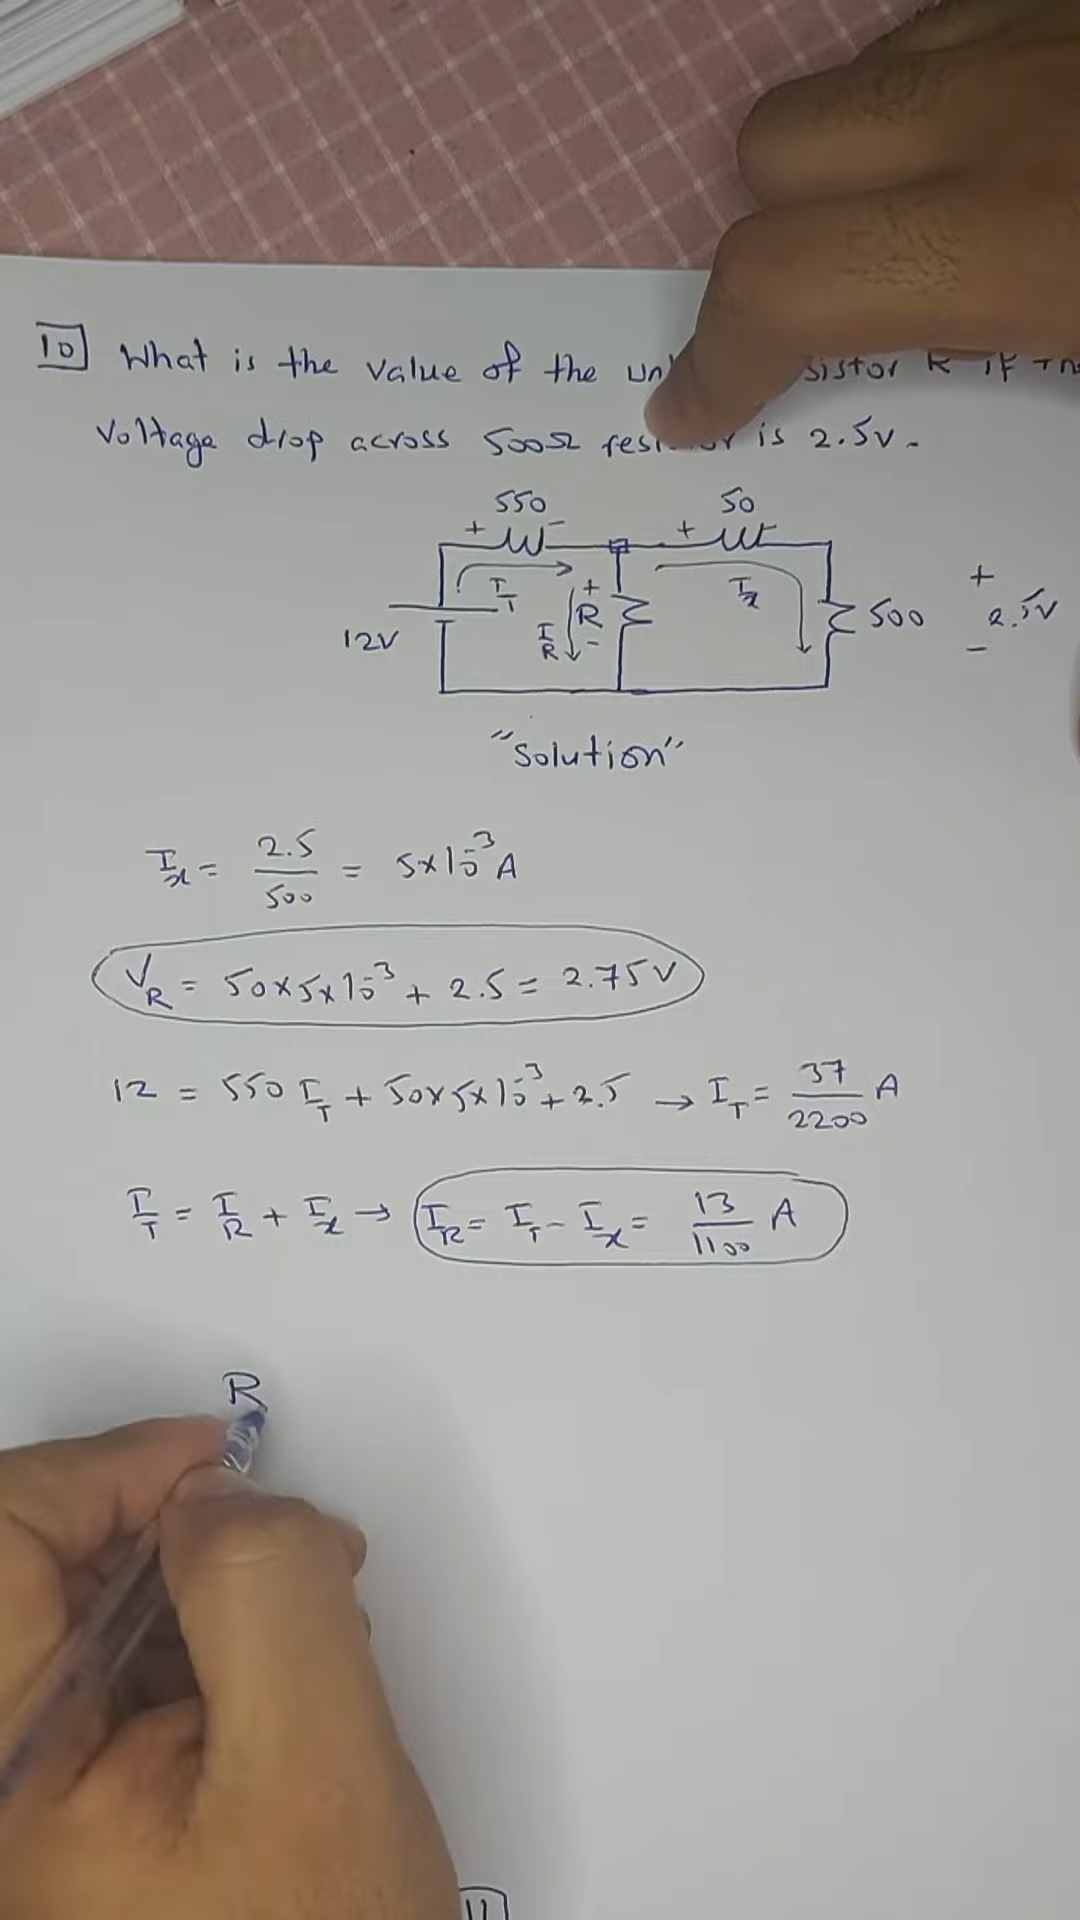 10 What is the value of the un sistor R if
voltage drop across 500Ω resistor is 2.5V.
550 50
+ - + -
I_T I_x
+ R -
I_R
500
+ 2.5V -
12V
"Solution"
I_x = 2.5/500 = 5×10^-3 A
V_R = 50×5×10^-3 + 2.5 = 2.75V
12 = 550 I_T + 50×5×10^-3 + 2.5 → I_T = 37/2200 A
I_T = I_R + I_x → I_R = I_T - I_x = 13/1100 A
R
11